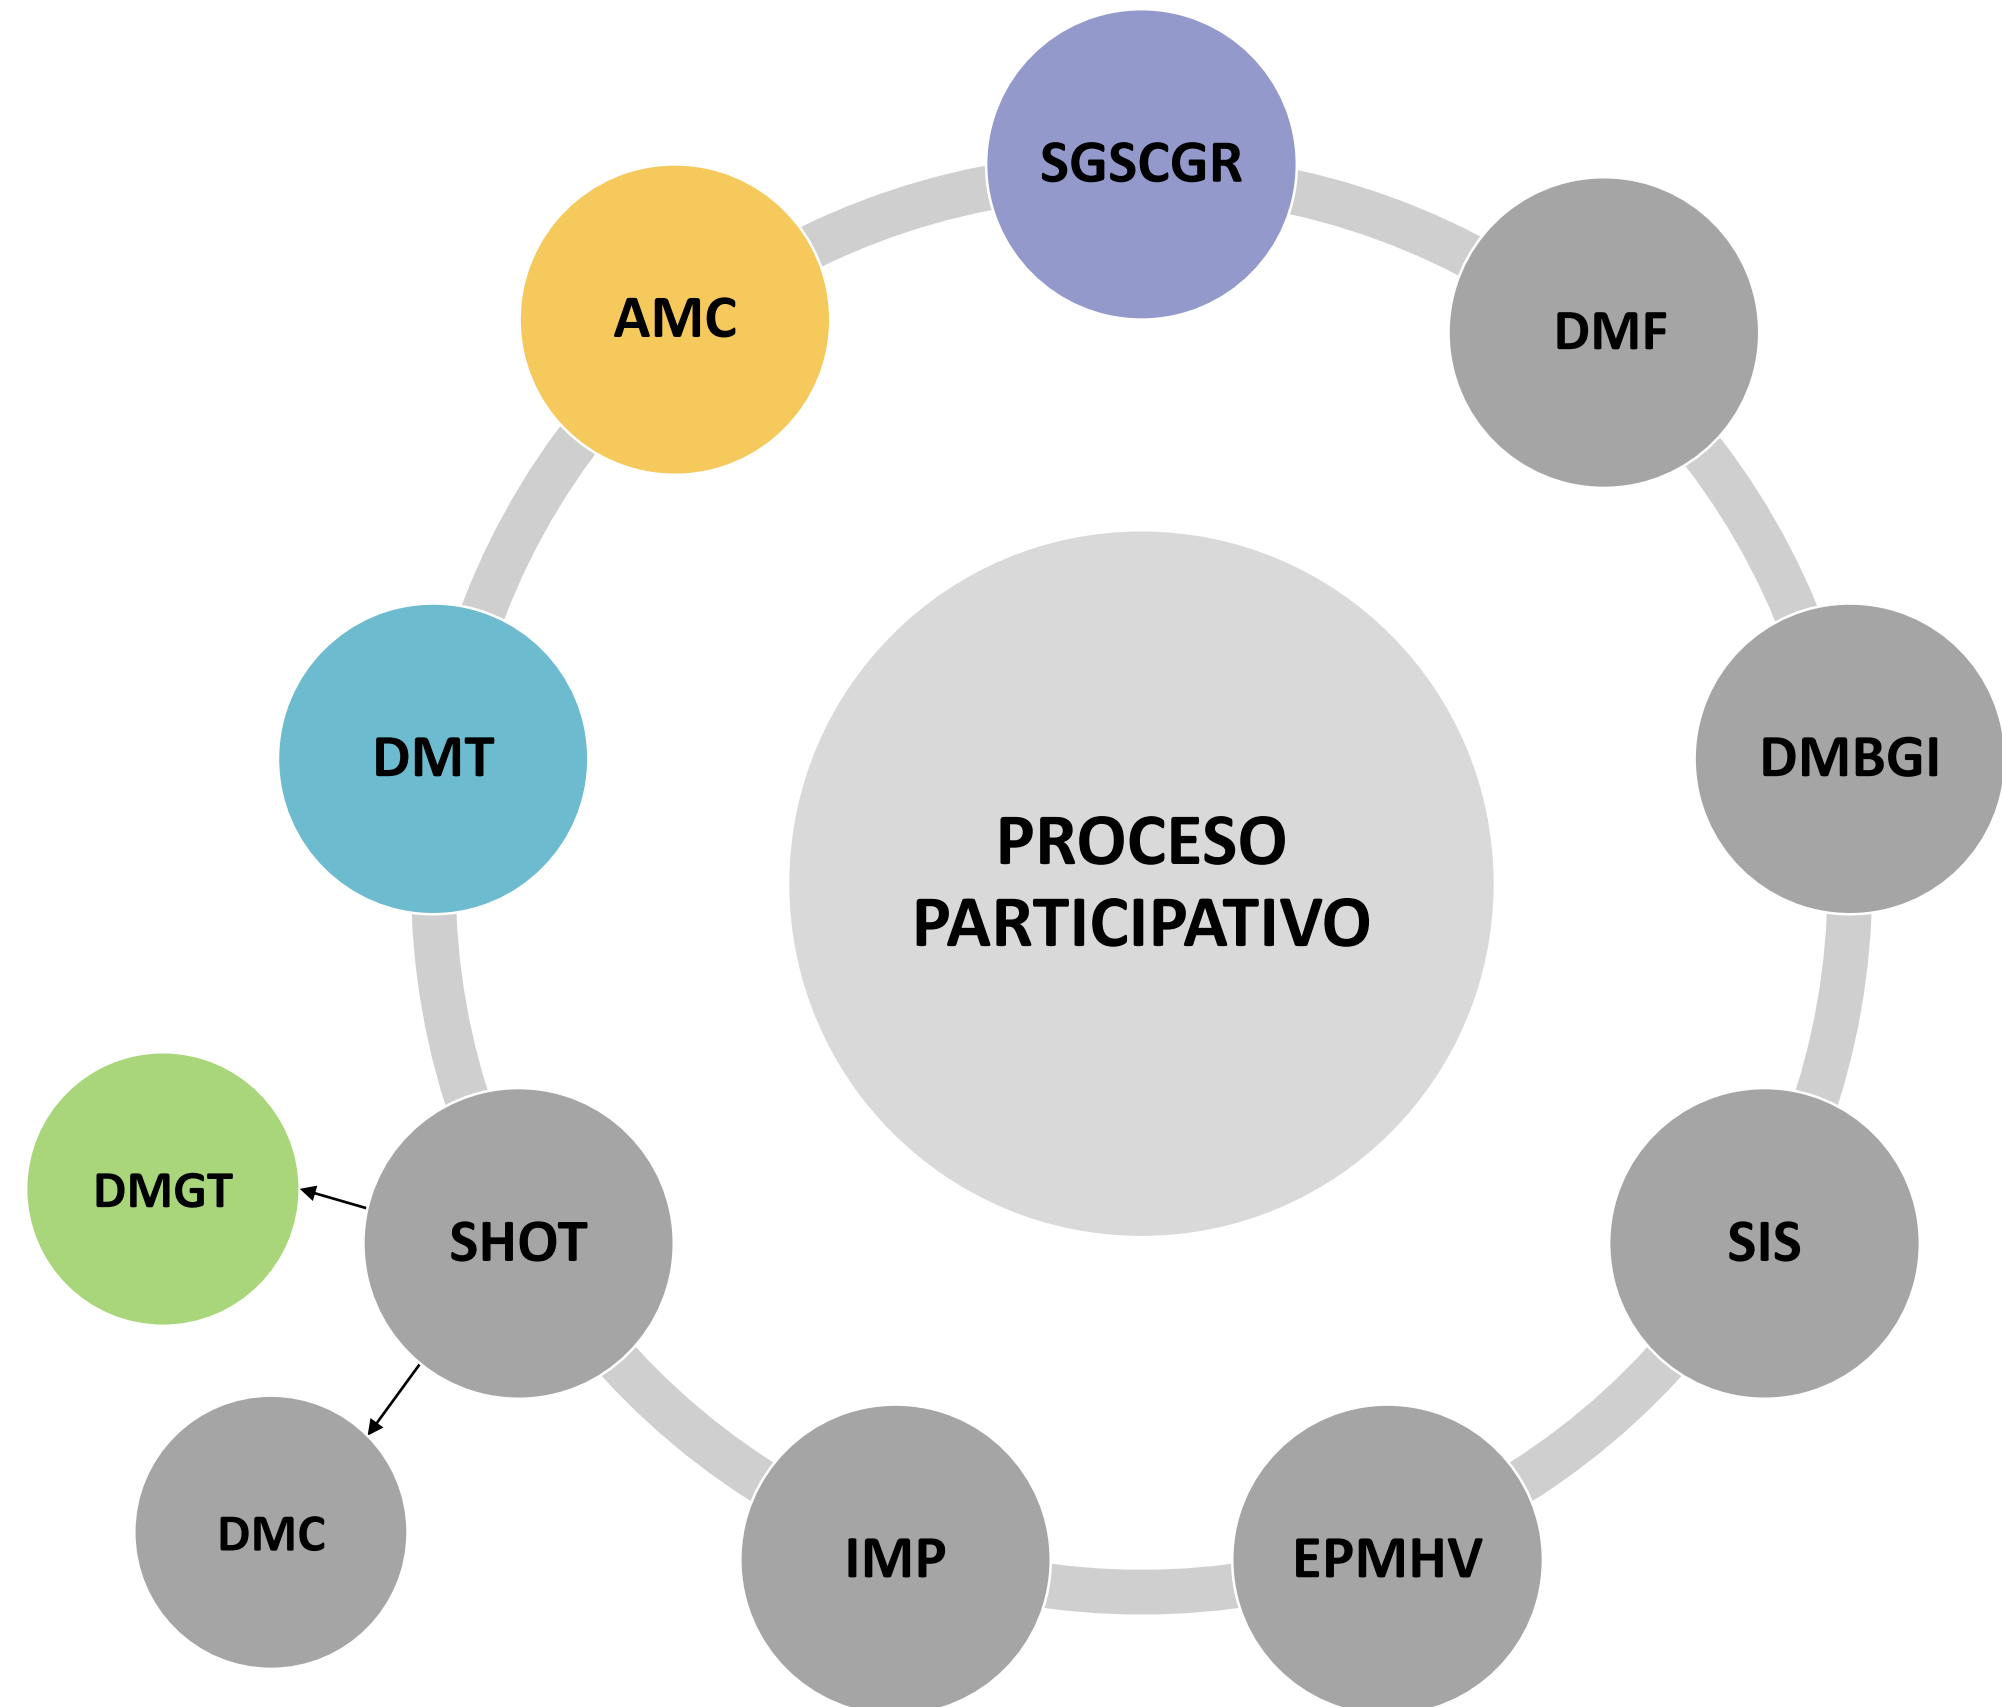 SGSCGR
AMC
DMF
DMT
DMBGI
PROCESO
PARTICIPATIVO
DMGT
SHOT
SIS
DMC
IMP
EPMHV